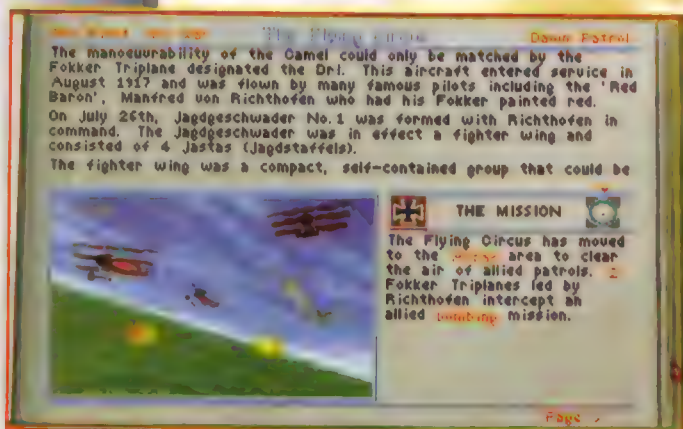 The Flying Circus
Dawn Patrol
The manoeuvrability of the Camel could only be matched by the
Fokker Triplane designated the Dr1. This aircraft entered service in
August 1917 and was flown by many famous pilots including the 'Red
Baron', Manfred von Richthofen who had his Fokker painted red.
On July 26th, Jagdgeschwader No.1 was formed with Richthofen in
command. The Jagdgeschwader was in effect a fighter wing and
consisted of 4 Jastas (Jagdstaffels).
The fighter wing was a compact, self-contained group that could be
THE MISSION
The Flying Circus has moved
to the area to clear
the air of allied patrols.
Fokker Triplanes led by
Richthofen intercept an
allied bombing mission.
Page